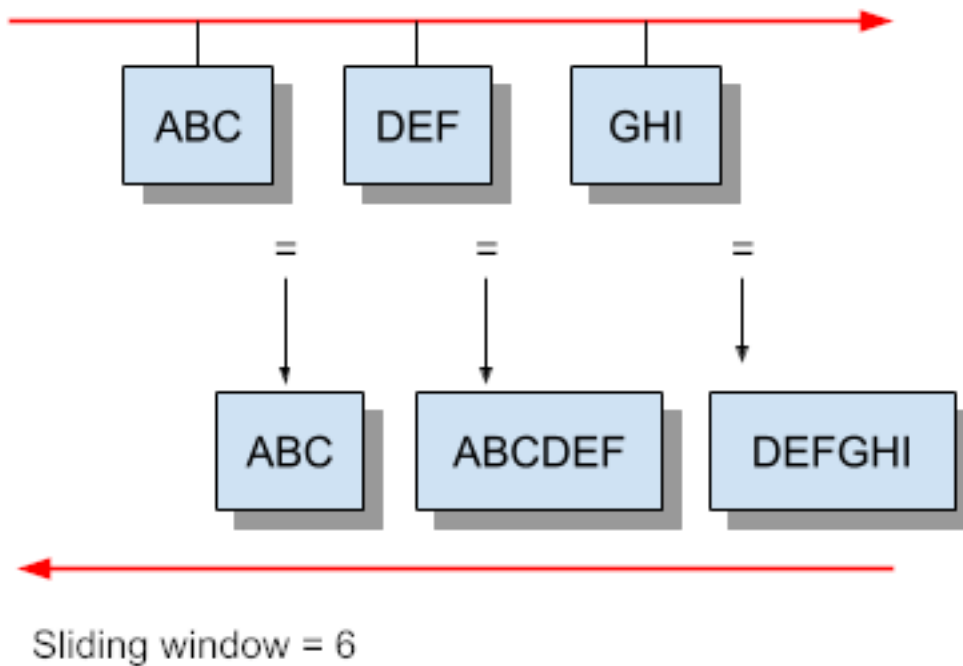 ABC DEF GHI
= = =
ABC ABCDEF DEFGHI
Sliding window = 6